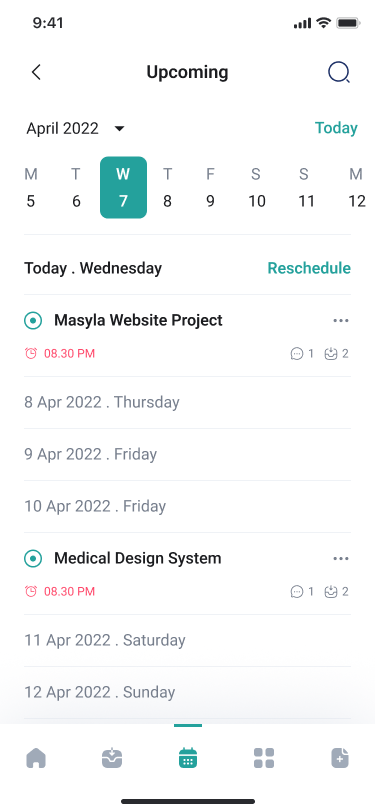 9:41
Upcoming
April 2022 Today
M T W T F S S M
5 6 7 8 9 10 11 12
Today . Wednesday Reschedule
Masyla Website Project
08.30 PM 1 2
8 Apr 2022 . Thursday
9 Apr 2022 . Friday
10 Apr 2022 . Friday
Medical Design System
08.30 PM 1 2
11 Apr 2022 . Saturday
12 Apr 2022 . Sunday